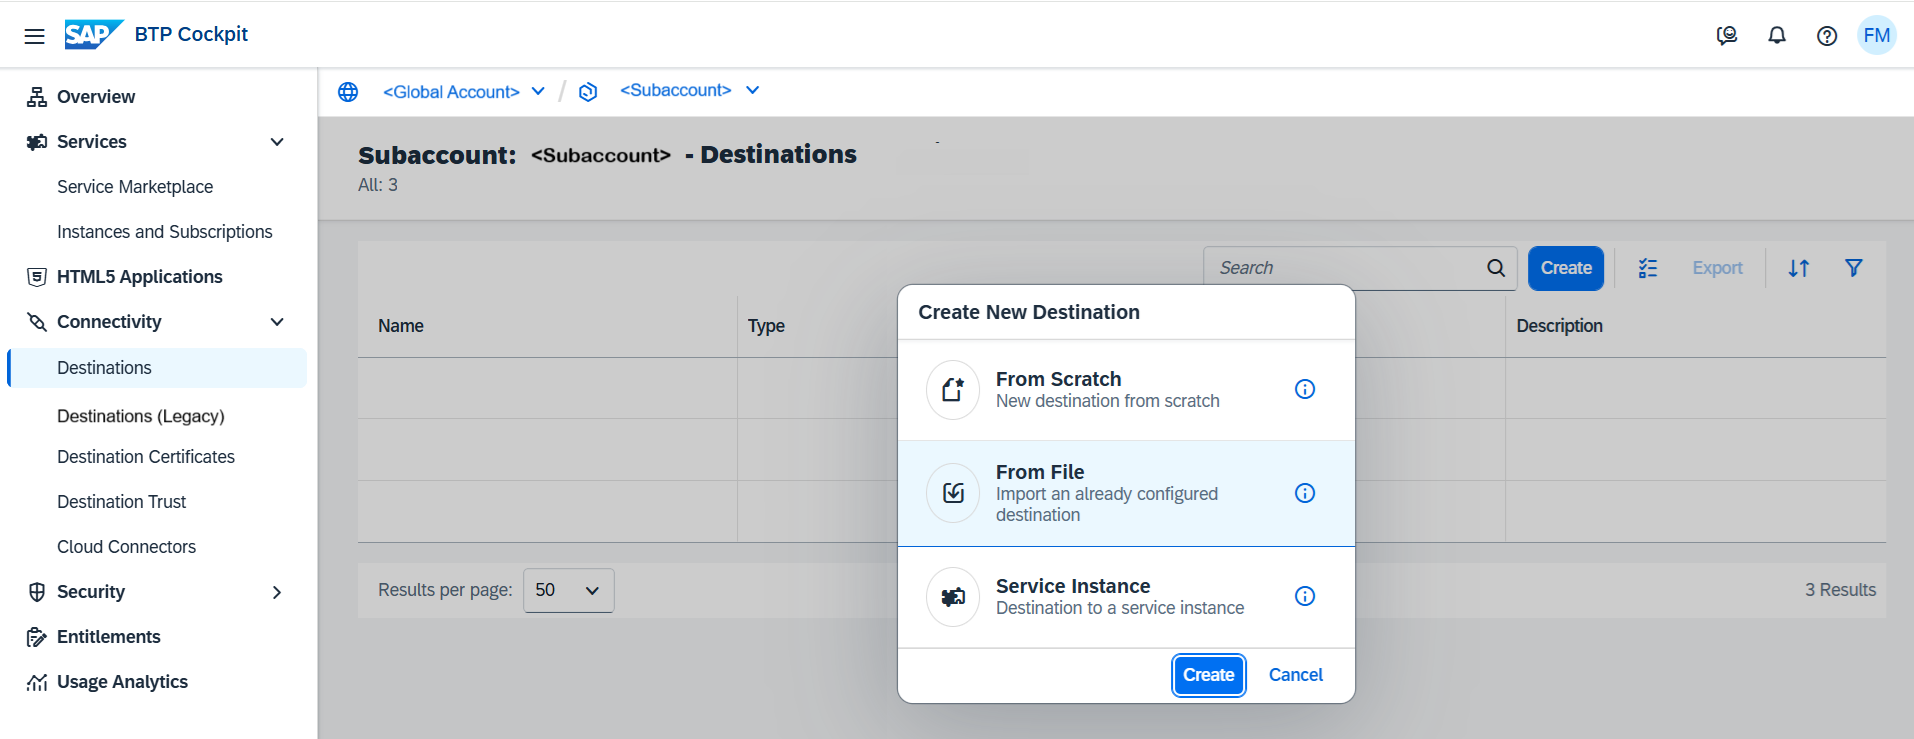 SAP BTP Cockpit
FM
Overview
Services
Service Marketplace
Instances and Subscriptions
HTML5 Applications
Connectivity
Destinations
Destinations (Legacy)
Destination Certificates
Destination Trust
Cloud Connectors
Security
Entitlements
Usage Analytics
<Global Account> / <Subaccount>
Subaccount: <Subaccount> - Destinations
All: 3
Search
Create
Export
Name Type Description
Create New Destination
From Scratch
New destination from scratch
From File
Import an already configured
destination
Service Instance
Destination to a service instance
Create Cancel
Results per page: 50
3 Results